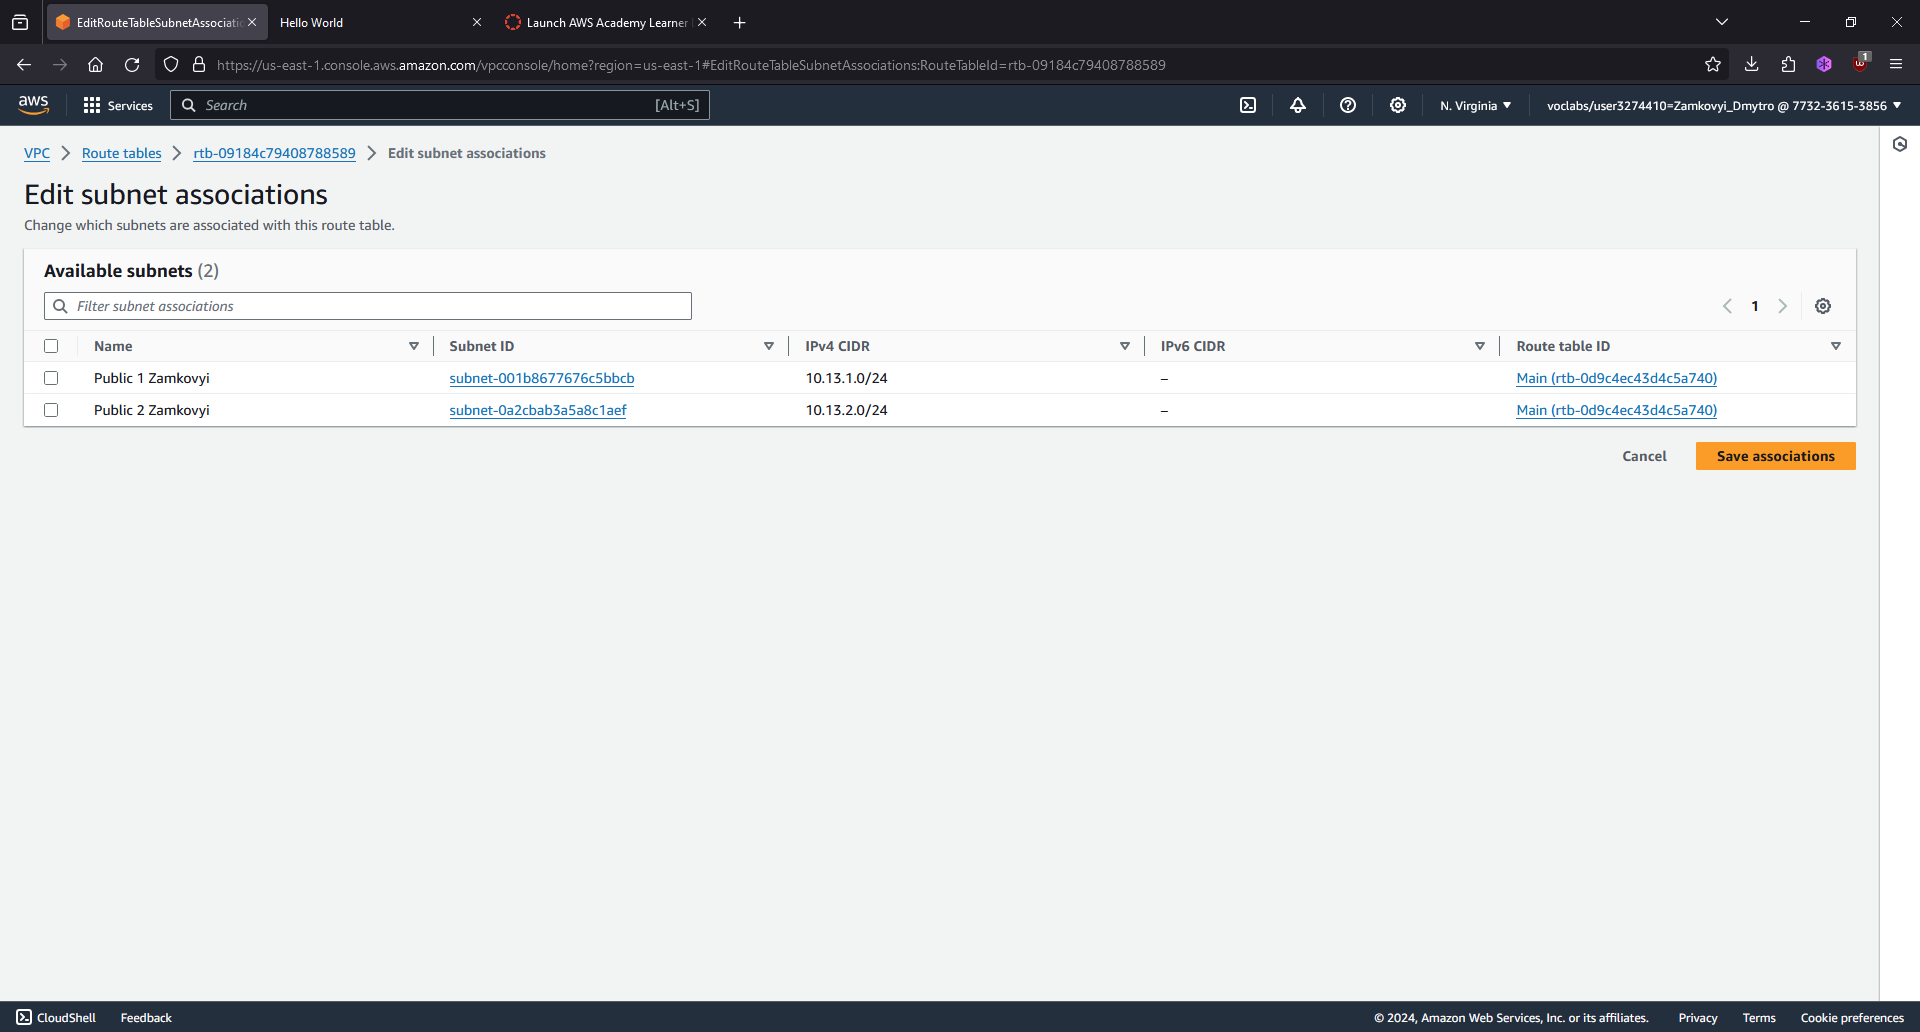 EditRouteTableSubnetAssociatio
Hello World
Launch AWS Academy Learner
https://us-east-1.console.aws.amazon.com/vpcconsole/home?region=us-east-1#EditRouteTableSubnetAssociations:RouteTableId=rtb-09184c79408788589
1
aws
Services
Search
[Alt+S]
N. Virginia
voclabs/user3274410=Zamkovyi_Dmytro @ 7732-3615-3856
VPC
Route tables
rtb-09184c79408788589
Edit subnet associations
Edit subnet associations
Change which subnets are associated with this route table.
Available subnets (2)
Filter subnet associations
1
Name
Subnet ID
IPv4 CIDR
IPv6 CIDR
Route table ID
Public 1 Zamkovyi
subnet-001b8677676c5bbcb
10.13.1.0/24
–
Main (rtb-0d9c4ec43d4c5a740)
Public 2 Zamkovyi
subnet-0a2cbab3a5a8c1aef
10.13.2.0/24
–
Main (rtb-0d9c4ec43d4c5a740)
Cancel
Save associations
CloudShell
Feedback
© 2024, Amazon Web Services, Inc. or its affiliates.
Privacy
Terms
Cookie preferences